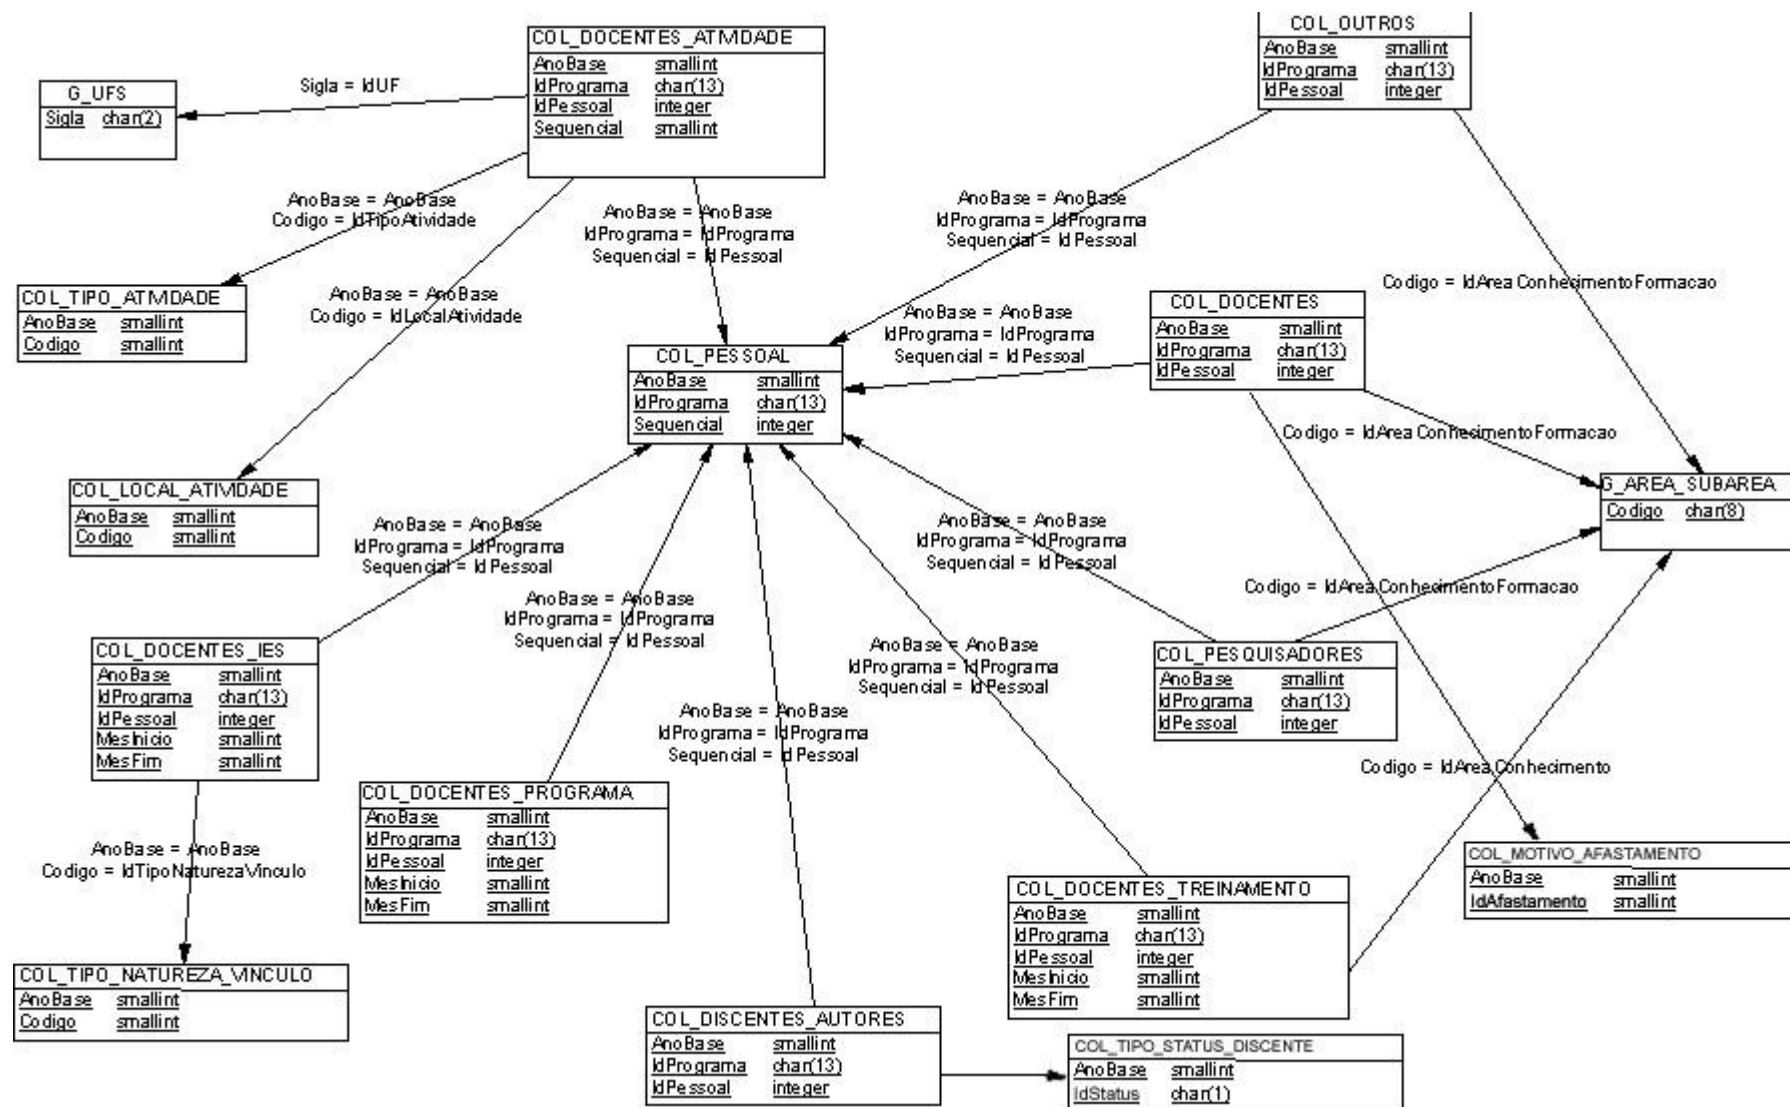 COL_DOCENTES_ATIVIDADE
AnoBase smallint
IdPrograma char(13)
IdPessoal integer
Sequencial smallint
COL_OUTROS
AnoBase smallint
IdPrograma char(13)
IdPessoal integer
G_UFS
Sigla char(2)
Sigla = IdUF
AnoBase = AnoBase
Codigo = IdTipoAtividade
AnoBase = AnoBase
IdPrograma = IdPrograma
Sequencial = IdPessoal
AnoBase = AnoBase
IdPrograma = IdPrograma
Sequencial = IdPessoal
Codigo = IdAreaConhecimentoFormacao
COL_TIPO_ATIVIDADE
AnoBase smallint
Codigo smallint
AnoBase = AnoBase
Codigo = IdLocalAtividade
AnoBase = AnoBase
IdPrograma = IdPrograma
Sequencial = IdPessoal
COL_DOCENTES
AnoBase smallint
IdPrograma char(13)
IdPessoal integer
COL_PESSOAL
AnoBase smallint
IdPrograma char(13)
Sequencial integer
Codigo = IdAreaConhecimentoFormacao
G_AREA_SUBAREA
Codigo char(8)
COL_LOCAL_ATIVIDADE
AnoBase smallint
Codigo smallint
AnoBase = AnoBase
IdPrograma = IdPrograma
Sequencial = IdPessoal
AnoBase = AnoBase
IdPrograma = IdPrograma
Sequencial = IdPessoal
Codigo = IdAreaConhecimentoFormacao
AnoBase = AnoBase
IdPrograma = IdPrograma
Sequencial = IdPessoal
COL_DOCENTES_IES
AnoBase smallint
IdPrograma char(13)
IdPessoal integer
MesInicio smallint
MesFim smallint
AnoBase = AnoBase
IdPrograma = IdPrograma
Sequencial = IdPessoal
COL_PESQUISADORES
AnoBase smallint
IdPrograma char(13)
IdPessoal integer
AnoBase = AnoBase
IdPrograma = IdPrograma
Sequencial = IdPessoal
Codigo = IdAreaConhecimento
COL_DOCENTES_PROGRAMA
AnoBase smallint
IdPrograma char(13)
IdPessoal integer
MesInicio smallint
MesFim smallint
AnoBase = AnoBase
Codigo = IdTipoNaturezaVinculo
COL_MOTIVO_AFASTAMENTO
AnoBase smallint
IdAfastamento smallint
COL_DOCENTES_TREINAMENTO
AnoBase smallint
IdPrograma char(13)
IdPessoal integer
MesInicio smallint
MesFim smallint
COL_TIPO_NATUREZA_VINCULO
AnoBase smallint
Codigo smallint
COL_DISCENTES_AUTORES
AnoBase smallint
IdPrograma char(13)
IdPessoal integer
COL_TIPO_STATUS_DISCENTE
AnoBase smallint
IdStatus char(1)